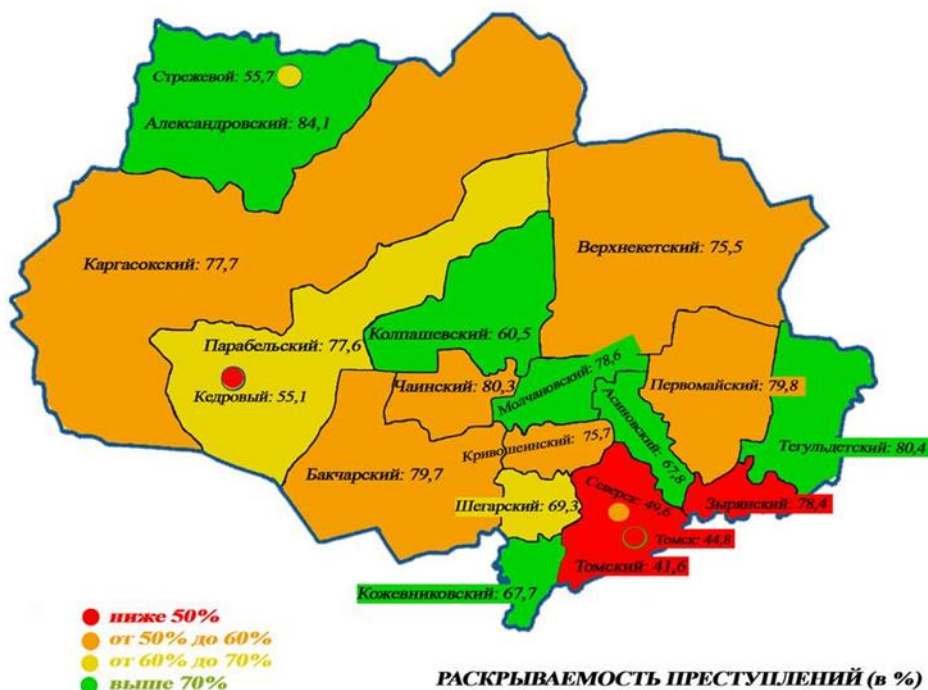 Стрежевой: 55,7
Александровский: 84,1
Каргасокский: 77,7
Верхнекетский: 75,5
Колпашевский: 60,5
Парабельский: 77,6
Кедровый: 55,1
Чаинский: 80,3
Молчановский: 78,6
Первомайский: 79,8
Асиновский: 67,8
Тегульдетский: 80,4
Кривошеинский: 75,7
Бакчарский: 79,7
Шегарский: 69,3
Северск: 49,6
Зырянский: 78,4
Томск: 44,8
Томский: 41,6
Кожевниковский: 67,7
ниже 50%
от 50% до 60%
от 60% до 70%
выше 70%
РАСКРЫВАЕМОСТЬ ПРЕСТУПЛЕНИЙ (в %)